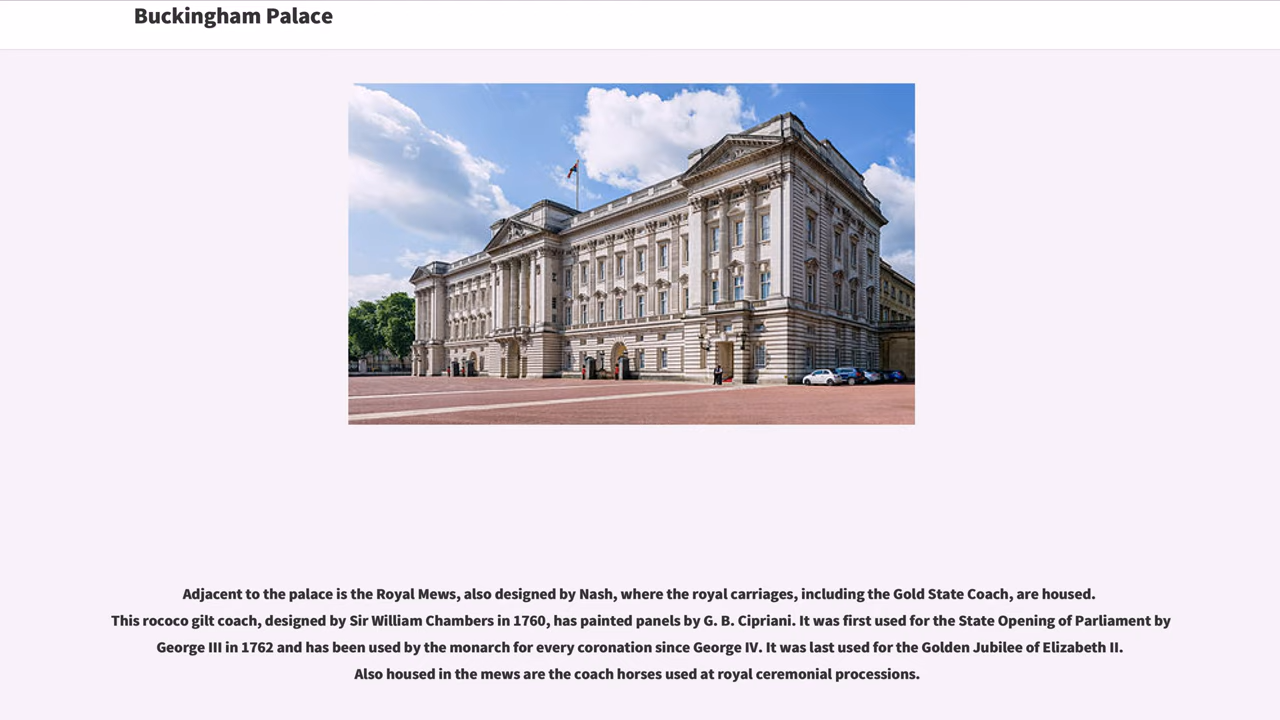 Buckingham Palace
Adjacent to the palace is the Royal Mews, also designed by Nash, where the royal carriages, including the Gold State Coach, are housed.
This rococo gilt coach, designed by Sir William Chambers in 1760, has painted panels by G. B. Cipriani. It was first used for the State Opening of Parliament by
George III in 1762 and has been used by the monarch for every coronation since George IV. It was last used for the Golden Jubilee of Elizabeth II.
Also housed in the mews are the coach horses used at royal ceremonial processions.